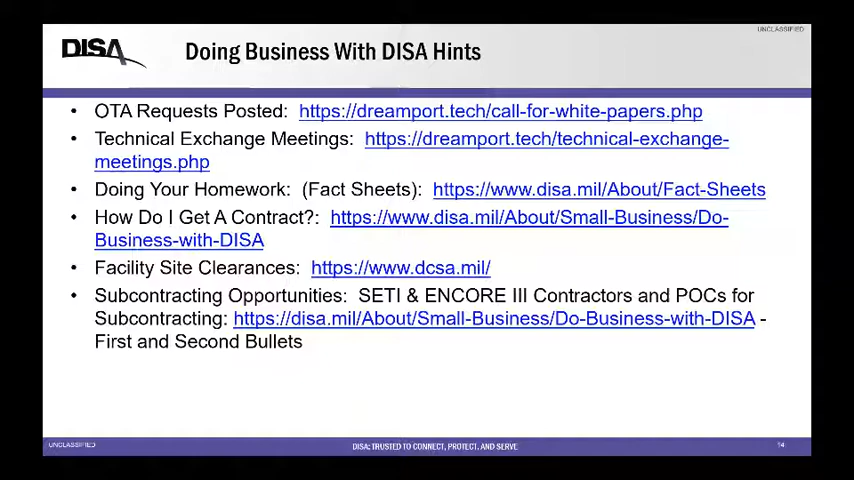 UNCLASSIFIED
DISA
Doing Business With DISA Hints
• OTA Requests Posted: https://dreamport.tech/call-for-white-papers.php
• Technical Exchange Meetings: https://dreamport.tech/technical-exchange-
meetings.php
• Doing Your Homework: (Fact Sheets): https://www.disa.mil/About/Fact-Sheets
• How Do I Get A Contract?: https://www.disa.mil/About/Small-Business/Do-
Business-with-DISA
• Facility Site Clearances: https://www.dcsa.mil/
• Subcontracting Opportunities: SETI & ENCORE III Contractors and POCs for
Subcontracting: https://disa.mil/About/Small-Business/Do-Business-with-DISA -
First and Second Bullets
UNCLASSIFIED
DISA: TRUSTED TO CONNECT, PROTECT, AND SERVE
14